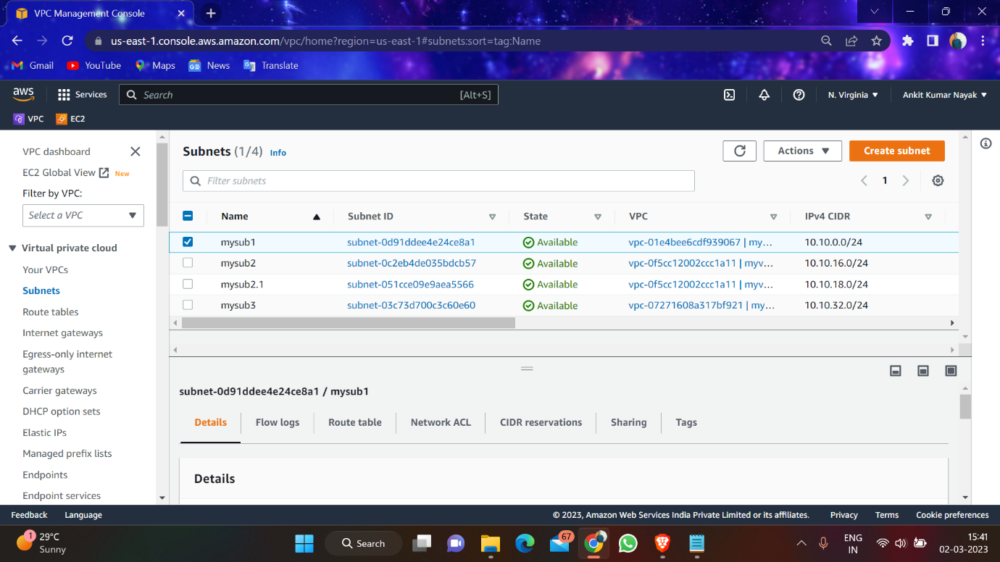 VPC Management Console
us-east-1.console.aws.amazon.com/vpc/home?region=us-east-1#subnets:sort=tag:Name
Gmail YouTube Maps News Translate
aws Services Search [Alt+S] N. Virginia Ankit Kumar Nayak
VPC EC2
VPC dashboard
EC2 Global View New
Filter by VPC:
Select a VPC
Virtual private cloud
Your VPCs
Subnets
Route tables
Internet gateways
Egress-only internet
gateways
Carrier gateways
DHCP option sets
Elastic IPs
Managed prefix lists
Endpoints
Endpoint services
Subnets (1/4) Info Actions Create subnet
Filter subnets 1
Name Subnet ID State VPC IPv4 CIDR
mysub1 subnet-0d91ddee4e24ce8a1 Available vpc-01e4bee6cdf939067 | my... 10.10.0.0/24
mysub2 subnet-0c2eb4de035bdcb57 Available vpc-0f5cc12002ccc1a11 | myv... 10.10.16.0/24
mysub2.1 subnet-051cce09e9aea5566 Available vpc-0f5cc12002ccc1a11 | myv... 10.10.18.0/24
mysub3 subnet-03c73d700c3c60e60 Available vpc-07271608a317bf921 | my... 10.10.32.0/24
subnet-0d91ddee4e24ce8a1 / mysub1
Details Flow logs Route table Network ACL CIDR reservations Sharing Tags
Details
Feedback Language © 2023, Amazon Web Services India Private Limited or its affiliates. Privacy Terms Cookie preferences
1
29°C
Sunny
Search
67
ENG
IN
15:41
02-03-2023